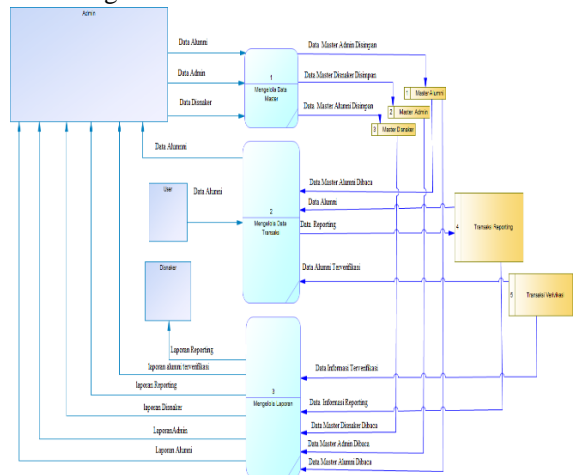 Admin
Data Alumni
Data Admin
Data Disnaker
1
Mengelola Data
Master
Data Master Admin Disinpan
Data Master Disnaker Disimpan
Data Master Alumni Disimpan
1 Master Alumni
2 Master Admin
3 Master Disnaker
Data Alumni
User
Data Alumni
2
Mengelola Data
Transaksi
Data Master Alumni Dibaca
Data Alumni
Data Reporting
4 Transaksi Reporting
Data Alumni Terverifikasi
5 Transaksi Verivikasi
Disnaker
Laporan Reporting
laporan alumni terverifikasi
laporan Reporting
laporan Disnaker
Laporan Admin
Laporan Alumni
3
Mengelola Laporan
Data Informasi Terverifikasi
Data Informasi Reporting
Data Master Disnaker Dibaca
Data Master Admin Dibaca
Data Master Alumni Dibaca